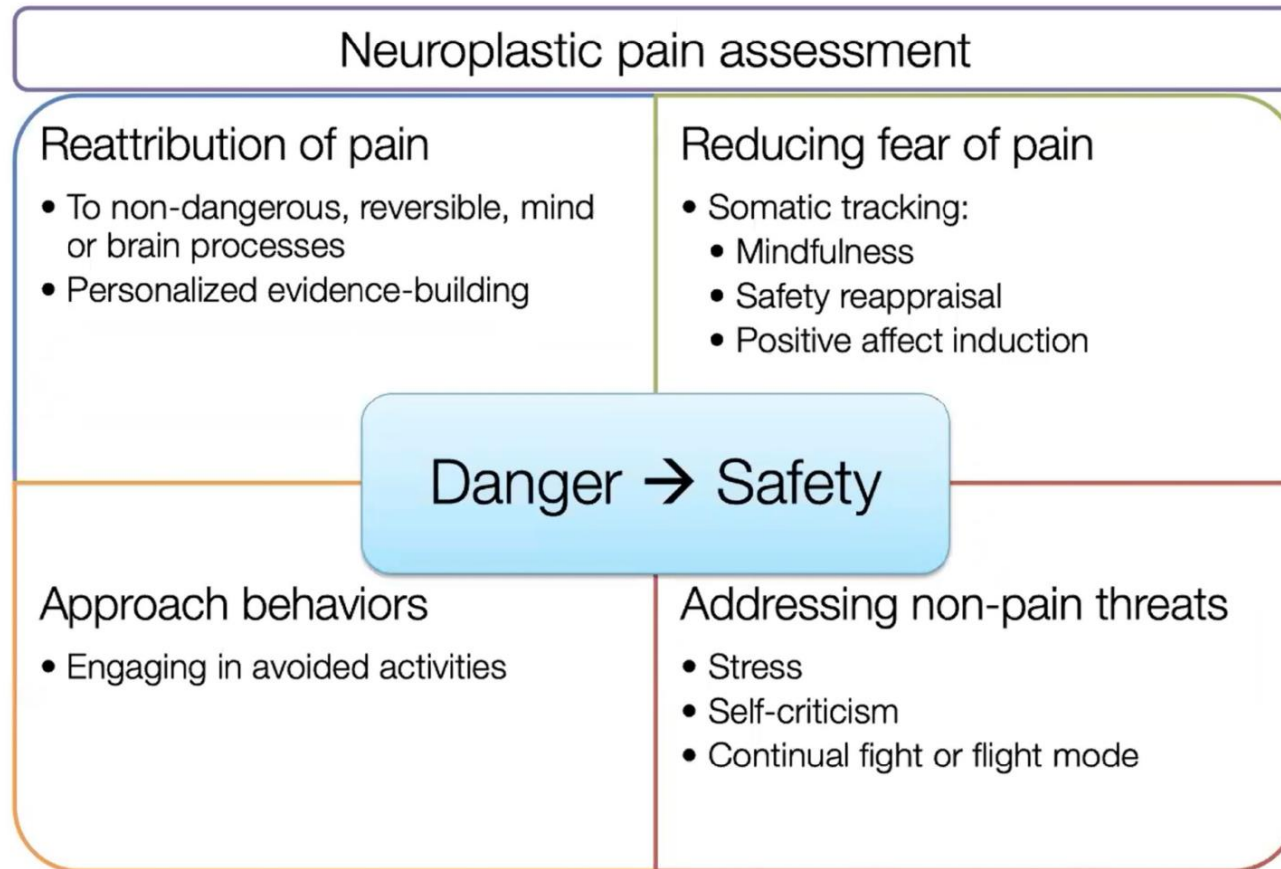 Neuroplastic pain assessment
Reattribution of pain
• To non-dangerous, reversible, mind
or brain processes
• Personalized evidence-building
Reducing fear of pain
• Somatic tracking:
• Mindfulness
• Safety reappraisal
• Positive affect induction
Danger → Safety
Approach behaviors
• Engaging in avoided activities
Addressing non-pain threats
• Stress
• Self-criticism
• Continual fight or flight mode